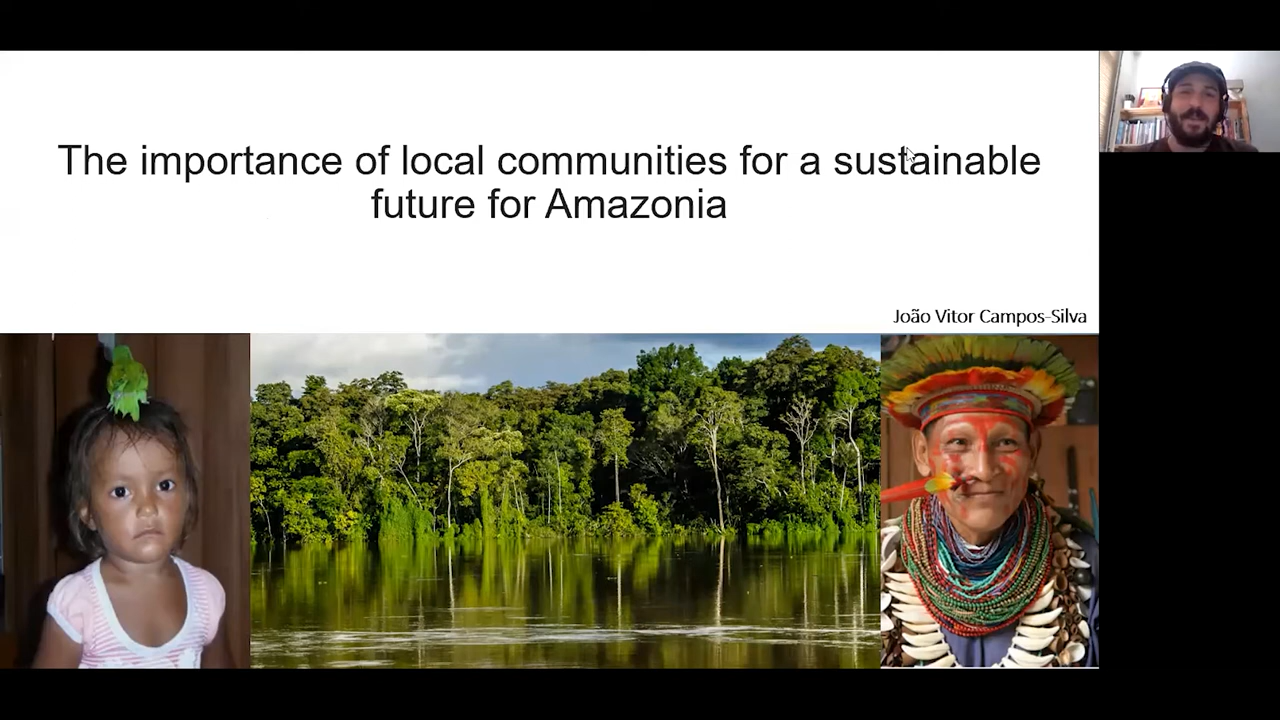 The importance of local communities for a sustainable
future for Amazonia
João Vitor Campos-Silva